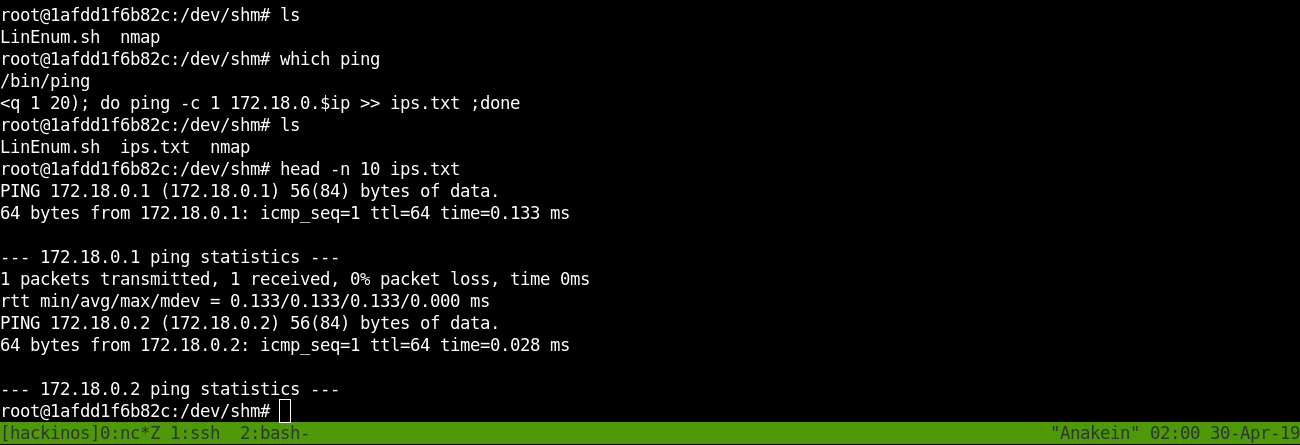 root@1afdd1f6b82c:/dev/shm# ls
LinEnum.sh  nmap
root@1afdd1f6b82c:/dev/shm# which ping
/bin/ping
<q 1 20); do ping -c 1 172.18.0.$ip >> ips.txt ;done
root@1afdd1f6b82c:/dev/shm# ls
LinEnum.sh  ips.txt  nmap
root@1afdd1f6b82c:/dev/shm# head -n 10 ips.txt
PING 172.18.0.1 (172.18.0.1) 56(84) bytes of data.
64 bytes from 172.18.0.1: icmp_seq=1 ttl=64 time=0.133 ms

--- 172.18.0.1 ping statistics ---
1 packets transmitted, 1 received, 0% packet loss, time 0ms
rtt min/avg/max/mdev = 0.133/0.133/0.133/0.000 ms
PING 172.18.0.2 (172.18.0.2) 56(84) bytes of data.
64 bytes from 172.18.0.2: icmp_seq=1 ttl=64 time=0.028 ms

--- 172.18.0.2 ping statistics ---
root@1afdd1f6b82c:/dev/shm#
[hackinos]0:nc*Z 1:ssh  2:bash-  "Anakein" 02:00 30-Apr-19